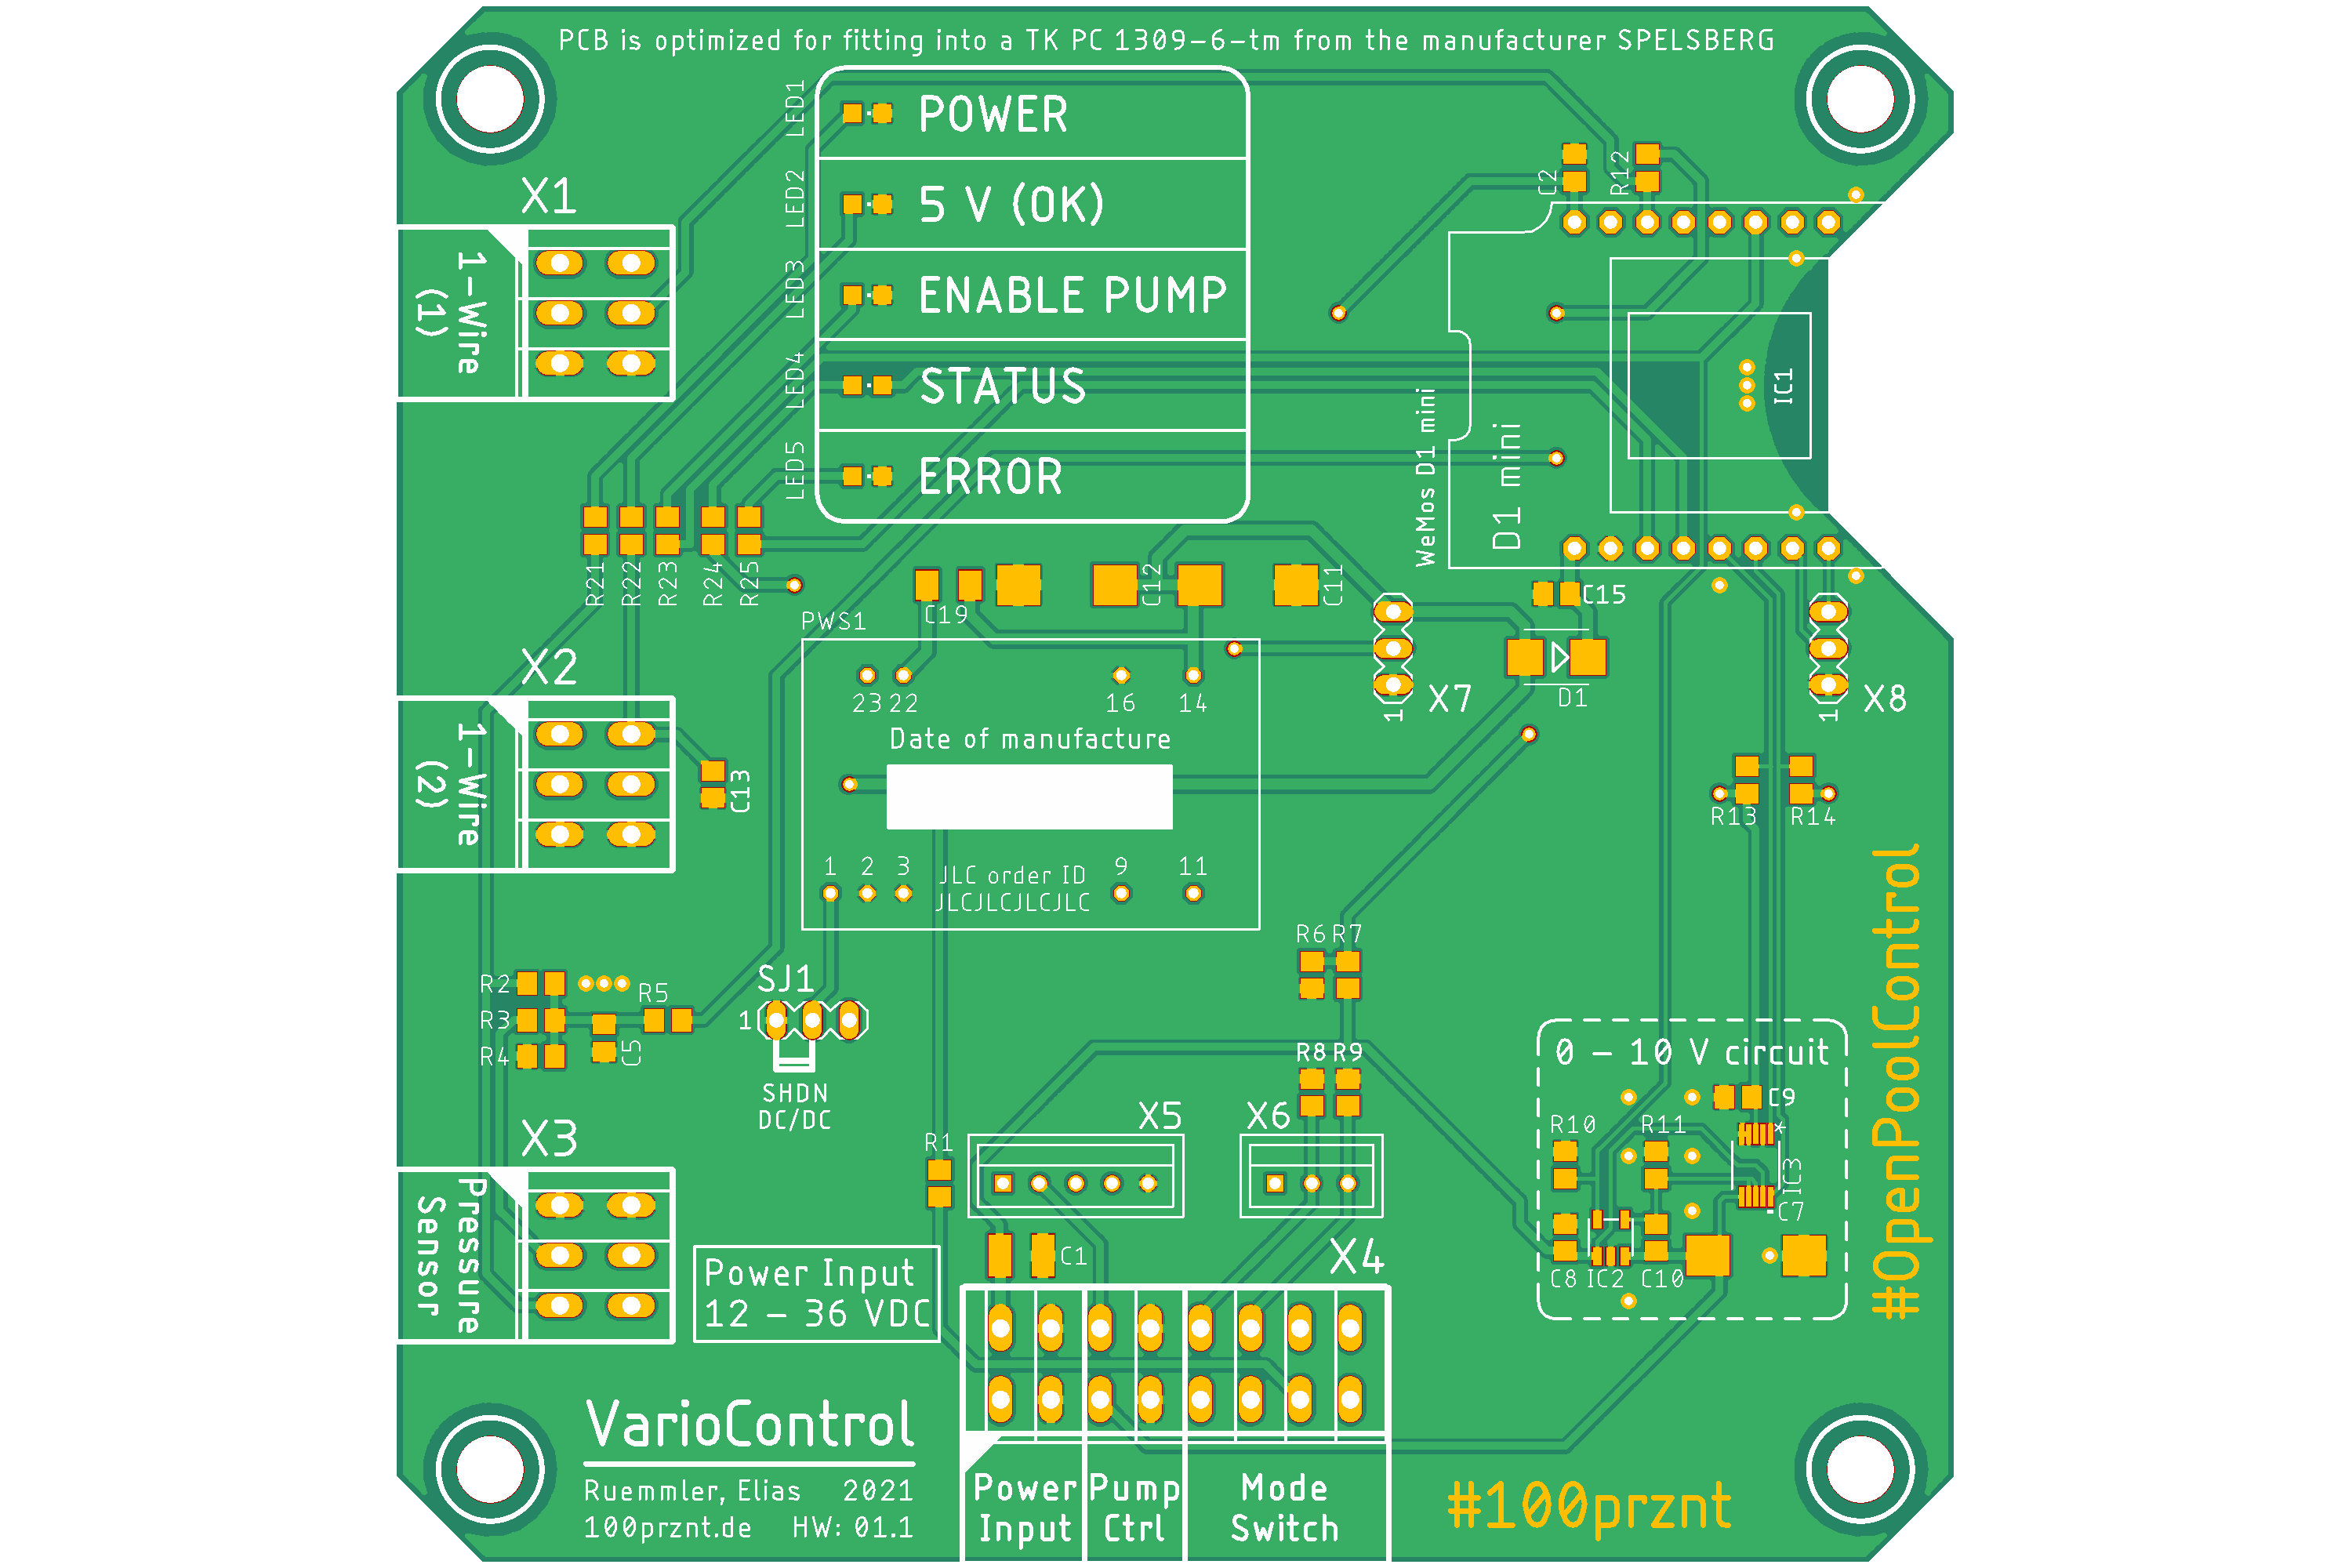 PCB is optimized for fitting into a TK PC 1309-6-tm from the manufacturer SPELSBERG
LED1
POWER
LED2
5 V (OK)
LED3
ENABLE PUMP
LED4
STATUS
LED5
ERROR
X1
1-Wire
(1)
C2
R12
IC1
WeMos D1 mini
D1 mini
R21
R22
R23
R24
R25
C19
C12
C11
C15
D1
X7
1
X8
1
PWS1
23
22
16
14
Date of manufacture
1
2
3
9
11
JLC order ID
JLCJLCJLCJLC
X2
1-Wire
(2)
C13
R13
R14
R2
R3
R4
R5
C5
SJ1
1
SHDN
DC/DC
R6
R7
R8
R9
#OpenPoolControl
0 - 10 V circuit
C9
R10
R11
*
IC3
C7
C8
IC2
C10
X3
Pressure
Sensor
R1
X5
X6
C1
X4
Power Input
12 - 36 VDC
VarioControl
Ruemmler, Elias 2021
100prznt.de HW: 01.1
Power
Input
Pump
Ctrl
Mode
Switch
#100prznt